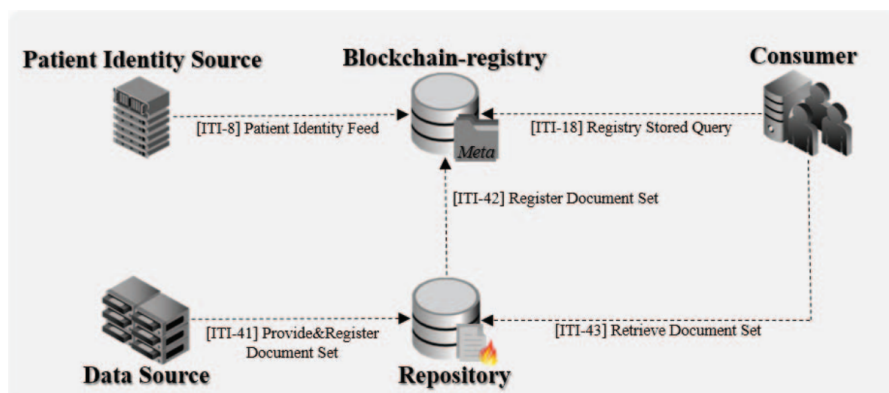 Patient Identity Source
Blockchain-registry
Consumer
[ITI-8] Patient Identity Feed
[ITI-18] Registry Stored Query
Meta
[ITI-42] Register Document Set
[ITI-41] Provide&Register
Document Set
[ITI-43] Retrieve Document Set
Data Source
Repository